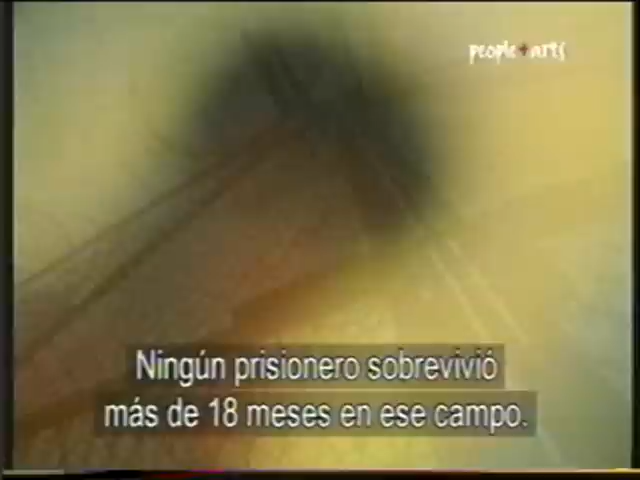 people+arts
Ningún prisionero sobrevivió
más de 18 meses en ese campo.